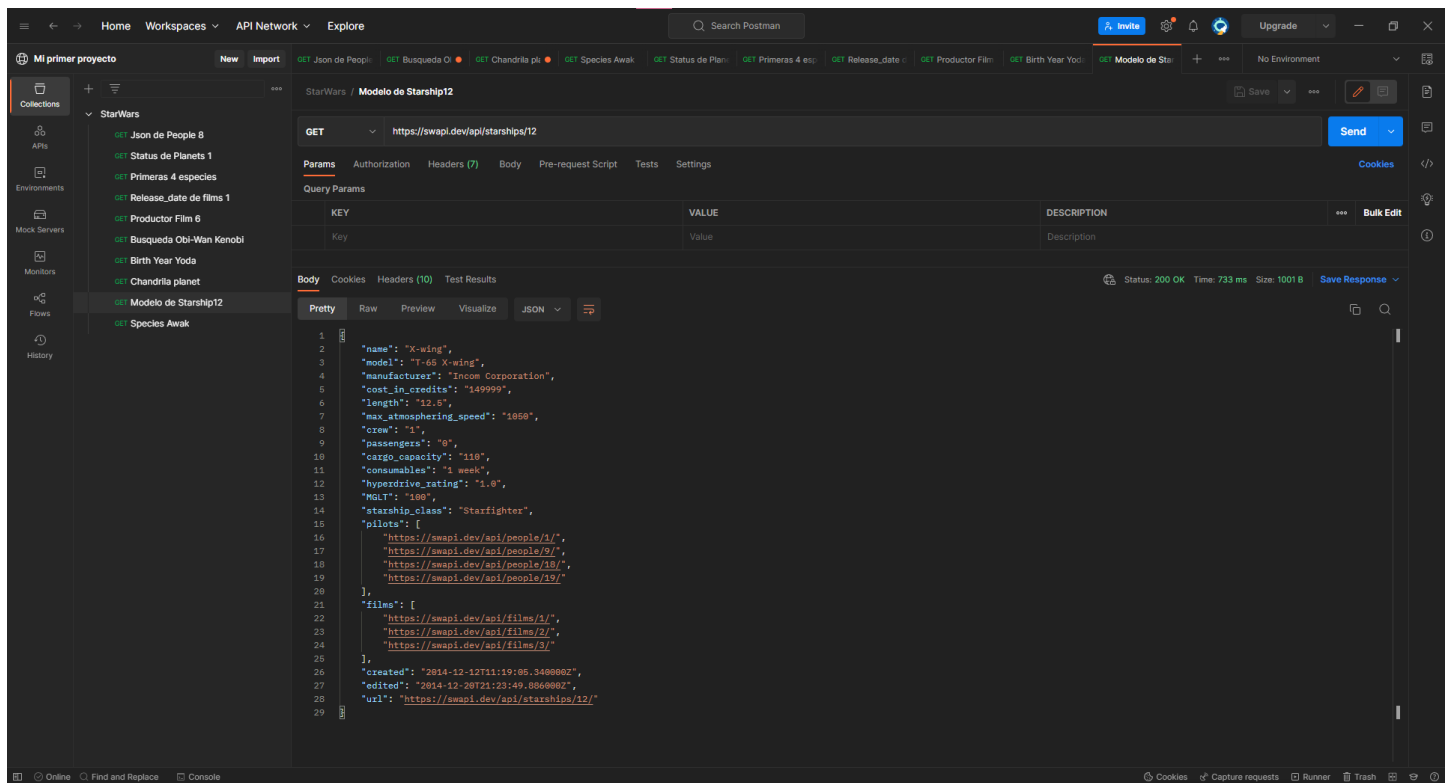 Home Workspaces API Network Explore Search Postman Invite Upgrade
Mi primer proyecto New Import GET Json de People GET Busqueda O GET Chandrila pl GET Species Awak GET Status de Plan GET Primeras 4 esp GET Release_date GET Productor Film GET Birth Year Yod GET Modelo de Star No Environment
Collections
APIs
Environments
Mock Servers
Monitors
Flows
History
StarWars
GET Json de People 8
GET Status de Planets 1
GET Primeras 4 especies
GET Release_date de films 1
GET Productor Film 6
GET Busqueda Obi-Wan Kenobi
GET Birth Year Yoda
GET Chandrila planet
GET Modelo de Starship12
GET Species Awak
StarWars / Modelo de Starship12 Save
GET https://swapi.dev/api/starships/12 Send
Params Authorization Headers (7) Body Pre-request Script Tests Settings Cookies
Query Params
KEY VALUE DESCRIPTION Bulk Edit
Key Value Description
Body Cookies Headers (10) Test Results Status: 200 OK Time: 733 ms Size: 1001 B Save Response
Pretty Raw Preview Visualize JSON
1 {
2 "name": "X-wing",
3 "model": "T-65 X-wing",
4 "manufacturer": "Incom Corporation",
5 "cost_in_credits": "149999",
6 "length": "12.5",
7 "max_atmosphering_speed": "1050",
8 "crew": "1",
9 "passengers": "0",
10 "cargo_capacity": "110",
11 "consumables": "1 week",
12 "hyperdrive_rating": "1.0",
13 "MGLT": "100",
14 "starship_class": "Starfighter",
15 "pilots": [
16 "https://swapi.dev/api/people/1/",
17 "https://swapi.dev/api/people/9/",
18 "https://swapi.dev/api/people/18/",
19 "https://swapi.dev/api/people/19/"
20 ],
21 "films": [
22 "https://swapi.dev/api/films/1/",
23 "https://swapi.dev/api/films/2/",
24 "https://swapi.dev/api/films/3/"
25 ],
26 "created": "2014-12-12T11:19:05.340000Z",
27 "edited": "2014-12-20T21:23:49.886000Z",
28 "url": "https://swapi.dev/api/starships/12/"
29 }
Online Find and Replace Console Cookies Capture requests Runner Trash